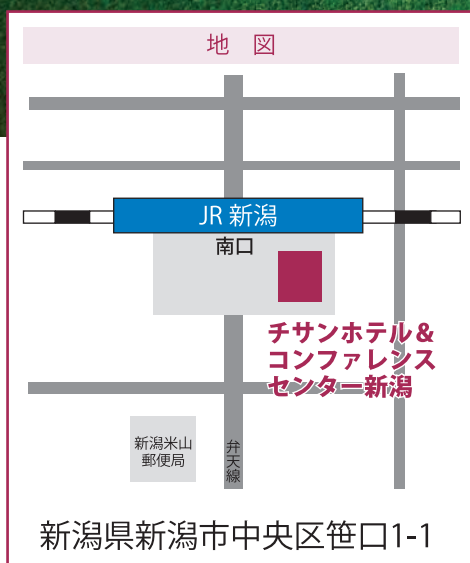 地 図
JR 新潟
南口
チサンホテル&
コンファレンス
センター新潟
新潟米山
郵便局
弁天線
新潟県新潟市中央区笹口1-1